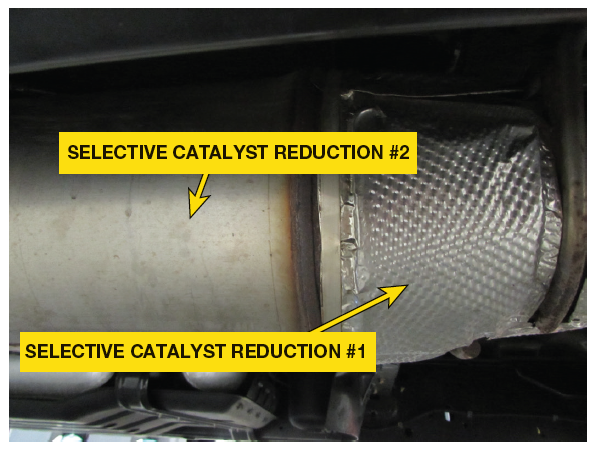 SELECTIVE CATALYST REDUCTION #2
SELECTIVE CATALYST REDUCTION #1